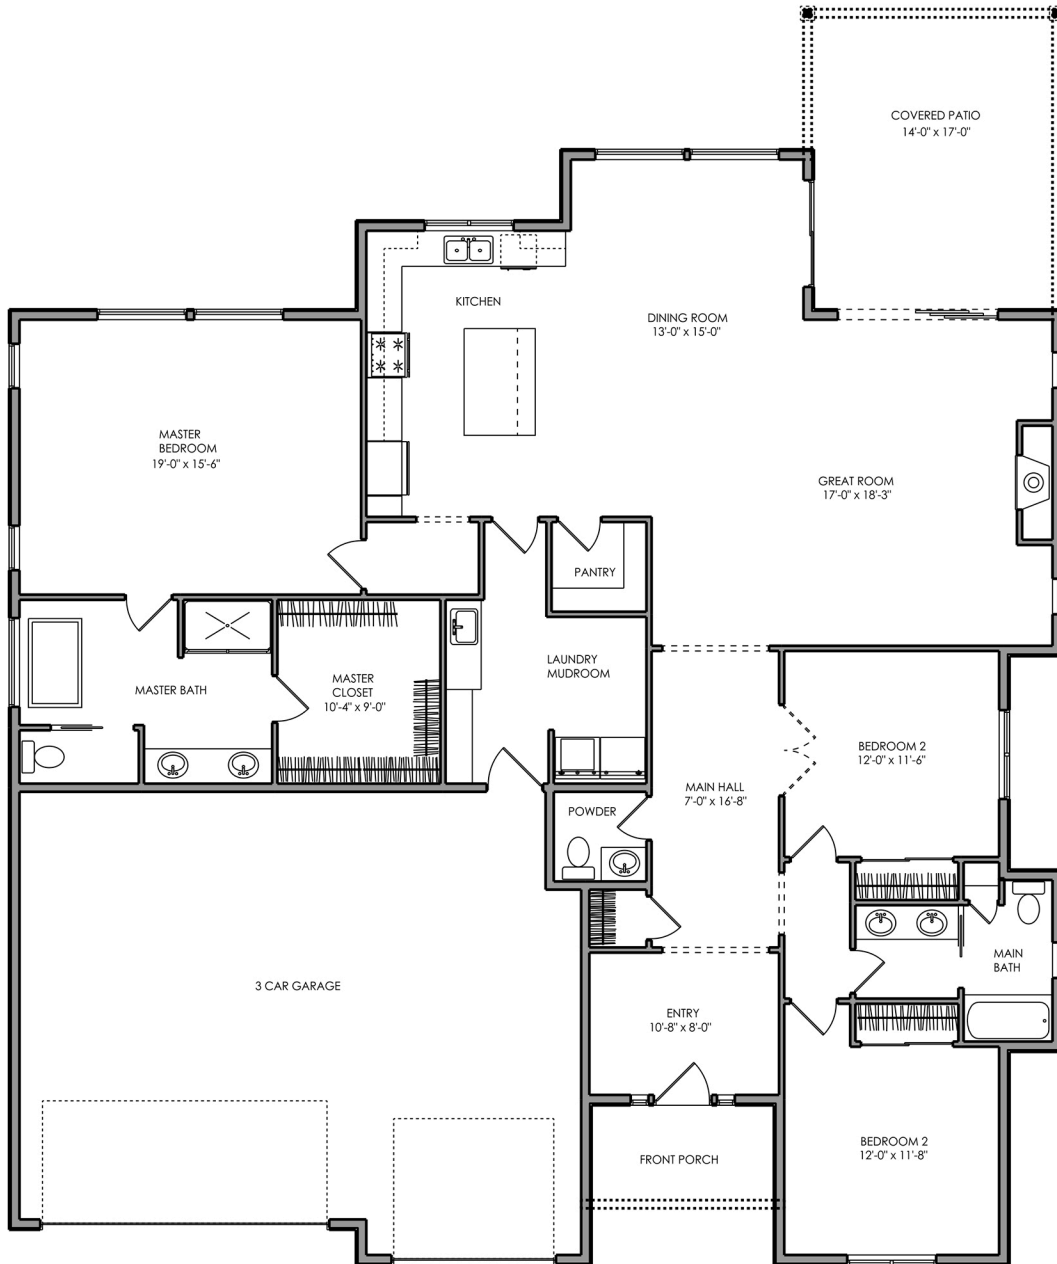 COVERED PATIO
14'-0" x 17'-0"
KITCHEN
DINING ROOM
13'-0" x 15'-0"
MASTER
BEDROOM
19'-0" x 15'-6"
GREAT ROOM
17'-0" x 18'-3"
PANTRY
MASTER BATH
MASTER
CLOSET
10'-4" x 9'-0"
LAUNDRY
MUDROOM
BEDROOM 2
12'-0" x 11'-6"
MAIN HALL
7'-0" x 16'-8"
POWDER
MAIN
BATH
3 CAR GARAGE
ENTRY
10'-8" x 8'-0"
FRONT PORCH
BEDROOM 2
12'-0" x 11'-8"